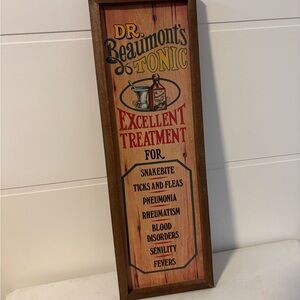 DR.
Beaumont's
TONIC
EXCELLENT
TREATMENT
FOR
SNAKEBITE
TICKS AND FLEAS
PNEUMONIA
RHEUMATISM
BLOOD
DISORDERS
SENILITY
FEVERS